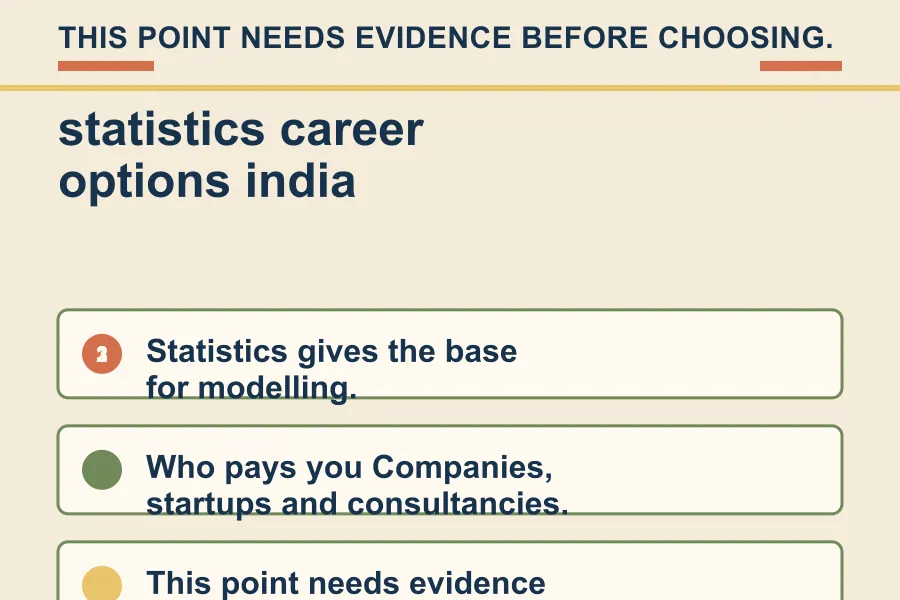 THIS POINT NEEDS EVIDENCE BEFORE CHOOSING.
statistics career
options india
Statistics gives the base
for modelling.
Who pays you Companies,
startups and consultancies.
This point needs evidence